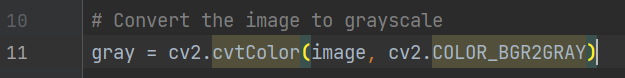 10 # Convert the image to grayscale
11 gray = cv2.cvtColor(image, cv2.COLOR_BGR2GRAY)